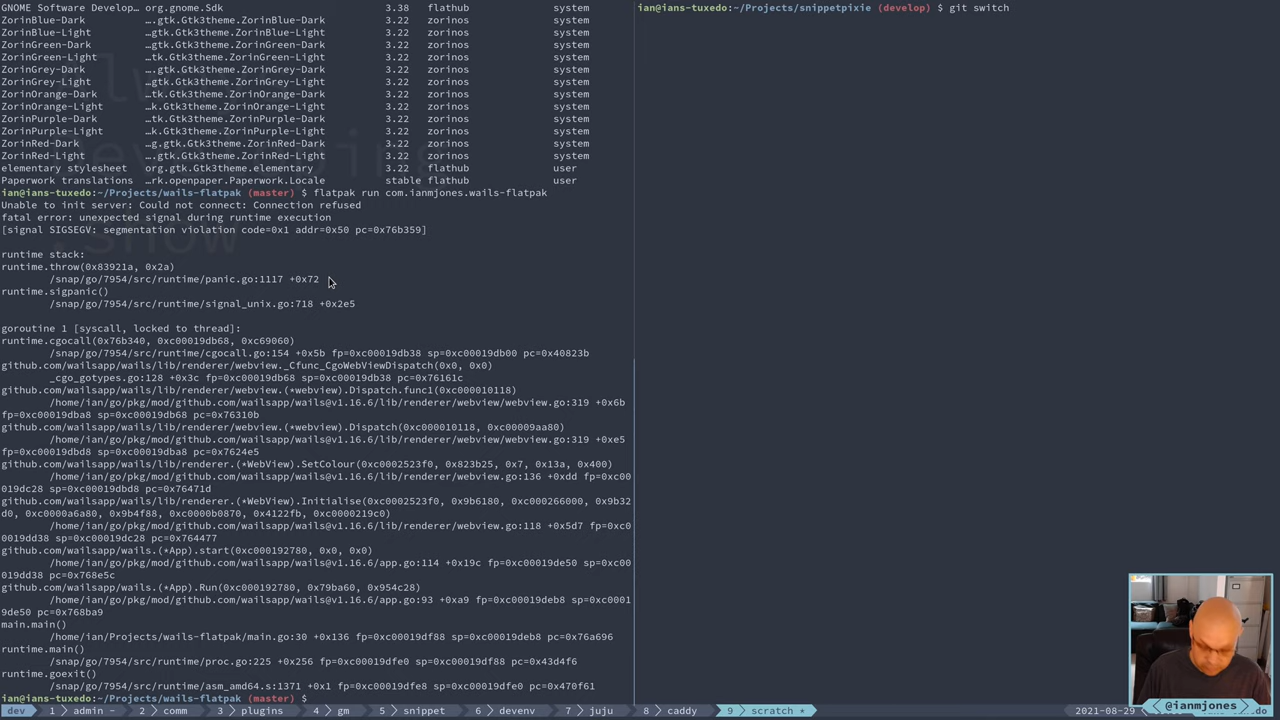 GNOME Software Develop… org.gnome.Sdk 3.38 flathub system
ZorinBlue-Dark ….gtk.Gtk3theme.ZorinBlue-Dark 3.22 zorinos system
ZorinBlue-Light …gtk.Gtk3theme.ZorinBlue-Light 3.22 zorinos system
ZorinGreen-Dark …gtk.Gtk3theme.ZorinGreen-Dark 3.22 zorinos system
ZorinGreen-Light …tk.Gtk3theme.ZorinGreen-Light 3.22 zorinos system
ZorinGrey-Dark ….gtk.Gtk3theme.ZorinGrey-Dark 3.22 zorinos system
ZorinGrey-Light …gtk.Gtk3theme.ZorinGrey-Light 3.22 zorinos system
ZorinOrange-Dark …tk.Gtk3theme.ZorinOrange-Dark 3.22 zorinos system
ZorinOrange-Light …k.Gtk3theme.ZorinOrange-Light 3.22 zorinos system
ZorinPurple-Dark …tk.Gtk3theme.ZorinPurple-Dark 3.22 zorinos system
ZorinPurple-Light …k.Gtk3theme.ZorinPurple-Light 3.22 zorinos system
ZorinRed-Dark …s.gtk.Gtk3theme.ZorinRed-Dark 3.22 zorinos system
ZorinRed-Light ….gtk.Gtk3theme.ZorinRed-Light 3.22 zorinos system
elementary stylesheet org.gtk.Gtk3theme.elementary 3.22 flathub user
Paperwork translations …rk.openpaper.Paperwork.Locale stable flathub user
ian@ians-tuxedo:~/Projects/wails-flatpak (master) $ flatpak run com.ianmjones.wails-flatpak
Unable to init server: Could not connect: Connection refused
fatal error: unexpected signal during runtime execution
[signal SIGSEGV: segmentation violation code=0x1 addr=0x50 pc=0x76b359]
runtime stack:
runtime.throw(0x83921a, 0x2a)
/snap/go/7954/src/runtime/panic.go:1117 +0x72
runtime.sigpanic()
/snap/go/7954/src/runtime/signal_unix.go:718 +0x2e5
goroutine 1 [syscall, locked to thread]:
runtime.cgocall(0x76b340, 0xc00019db68, 0xc69060)
/snap/go/7954/src/runtime/cgocall.go:154 +0x5b fp=0xc00019db38 sp=0xc00019db00 pc=0x40823b
github.com/wailsapp/wails/lib/renderer/webview._Cfunc_CgoWebViewDispatch(0x0, 0x0)
_cgo_gotypes.go:128 +0x3c fp=0xc00019db68 sp=0xc00019db38 pc=0x76161c
github.com/wailsapp/wails/lib/renderer/webview.(*webview).Dispatch.func1(0xc000010118)
/home/ian/go/pkg/mod/github.com/wailsapp/wails@v1.16.6/lib/renderer/webview/webview.go:319 +0x6b
fp=0xc00019dba8 sp=0xc00019db68 pc=0x76310b
github.com/wailsapp/wails/lib/renderer/webview.(*webview).Dispatch(0xc000010118, 0xc00009aa80)
/home/ian/go/pkg/mod/github.com/wailsapp/wails@v1.16.6/lib/renderer/webview/webview.go:319 +0xe5
fp=0xc00019dbd8 sp=0xc00019dba8 pc=0x7624e5
github.com/wailsapp/wails/lib/renderer.(*WebView).SetColour(0xc0002523f0, 0x823b25, 0x7, 0x13a, 0x400)
/home/ian/go/pkg/mod/github.com/wailsapp/wails@v1.16.6/lib/renderer/webview.go:136 +0xdd fp=0xc00
019dc28 sp=0xc00019dbd8 pc=0x76471d
github.com/wailsapp/wails/lib/renderer.(*WebView).Initialise(0xc0002523f0, 0x9b6180, 0xc000266000, 0x9b32
d0, 0xc0000a6a80, 0x9b4f88, 0xc0000b0870, 0x4122fb, 0xc0000219c0)
/home/ian/go/pkg/mod/github.com/wailsapp/wails@v1.16.6/lib/renderer/webview.go:118 +0x5d7 fp=0xc0
0019dd38 sp=0xc00019dc28 pc=0x764477
github.com/wailsapp/wails.(*App).start(0xc000192780, 0x0, 0x0)
/home/ian/go/pkg/mod/github.com/wailsapp/wails@v1.16.6/app.go:114 +0x19c fp=0xc00019de50 sp=0xc00
019dd38 pc=0x768e5c
github.com/wailsapp/wails.(*App).Run(0xc000192780, 0x79ba60, 0x954c28)
/home/ian/go/pkg/mod/github.com/wailsapp/wails@v1.16.6/app.go:93 +0xa9 fp=0xc00019deb8 sp=0xc0001
9de50 pc=0x768ba9
main.main()
/home/ian/Projects/wails-flatpak/main.go:30 +0x136 fp=0xc00019df88 sp=0xc00019deb8 pc=0x76a696
runtime.main()
/snap/go/7954/src/runtime/proc.go:225 +0x256 fp=0xc00019dfe0 sp=0xc00019df88 pc=0x43d4f6
runtime.goexit()
/snap/go/7954/src/runtime/asm_amd64.s:1371 +0x1 fp=0xc00019dfe8 sp=0xc00019dfe0 pc=0x470f61
ian@ians-tuxedo:~/Projects/wails-flatpak (master) $
ian@ians-tuxedo:~/Projects/snippetpixie (develop) $ git switch
dev 1 admin - 2 comm 3 plugins 4 gm 5 snippet 6 devenv 7 juju 8 caddy 9 scratch * 2021-08-29
< @ianmjones >